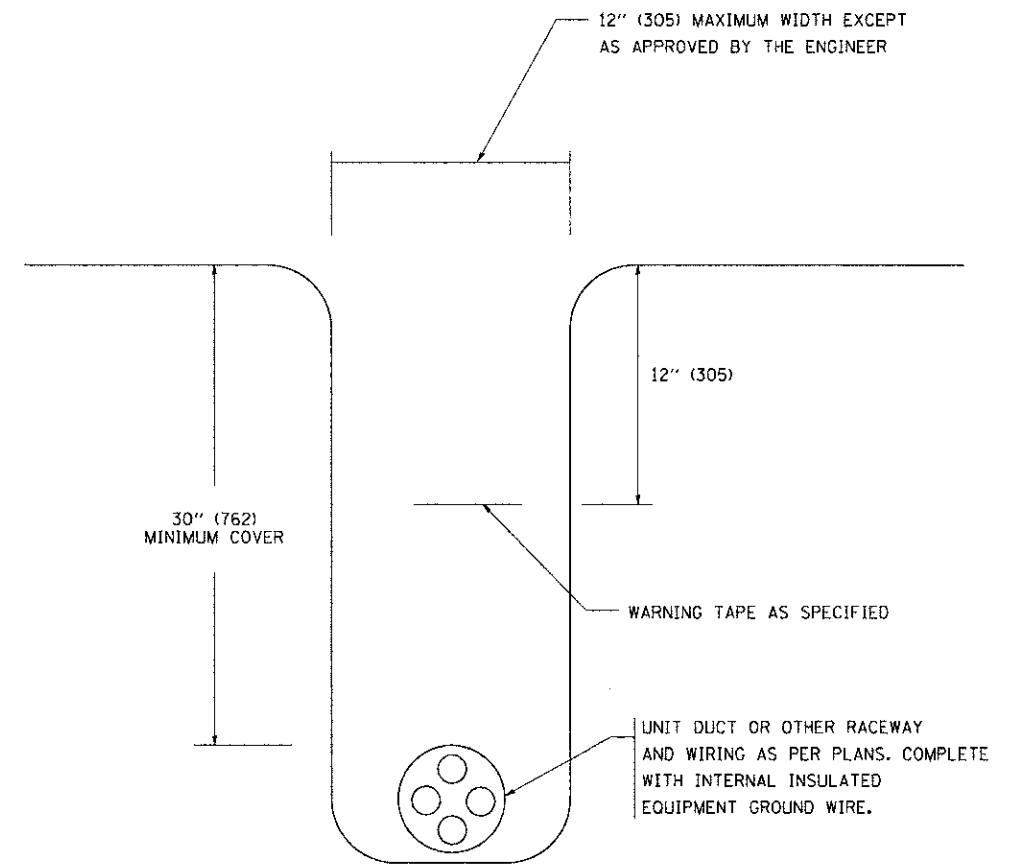 12" (305) MAXIMUM WIDTH EXCEPT
AS APPROVED BY THE ENGINEER
12" (305)
30" (762)
MINIMUM COVER
WARNING TAPE AS SPECIFIED
UNIT DUCT OR OTHER RACEWAY
AND WIRING AS PER PLANS. COMPLETE
WITH INTERNAL INSULATED
EQUIPMENT GROUND WIRE.